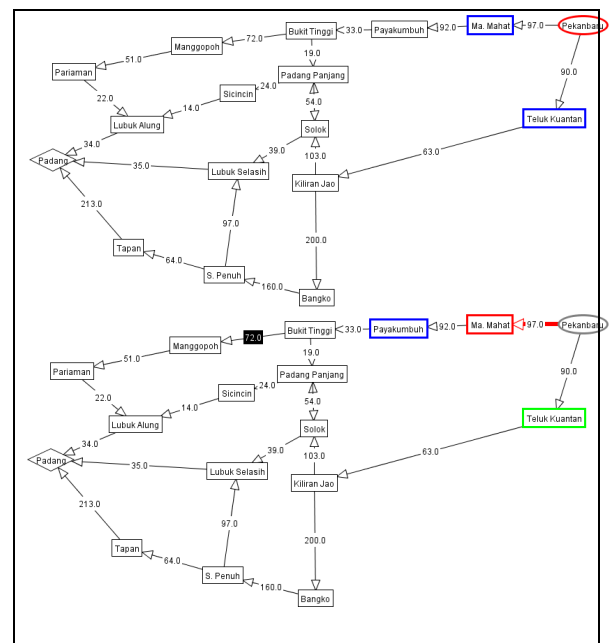 Bukit Tinggi 33.0 Payakumbuh 92.0 Ma. Mahat 97.0 Pekanbaru
Manggopoh 72.0
19.0
51.0
Pariaman
Padang Panjang
90.0
24.0
Sicincin
22.0
14.0
54.0
Lubuk Alung
Solok
Teluk Kuantan
34.0
39.0
103.0
63.0
Padang
35.0
Lubuk Selasih
Kiliran Jao
97.0
213.0
200.0
Tapan
64.0
S. Penuh
160.0
Bangko
Bukit Tinggi 33.0 Payakumbuh 92.0 Ma. Mahat 97.0 Pekanbaru
Manggopoh 72.0
19.0
51.0
Pariaman
Padang Panjang
90.0
24.0
Sicincin
22.0
14.0
54.0
Lubuk Alung
Solok
Teluk Kuantan
34.0
39.0
103.0
63.0
Padang
35.0
Lubuk Selasih
Kiliran Jao
97.0
213.0
200.0
Tapan
64.0
S. Penuh
160.0
Bangko